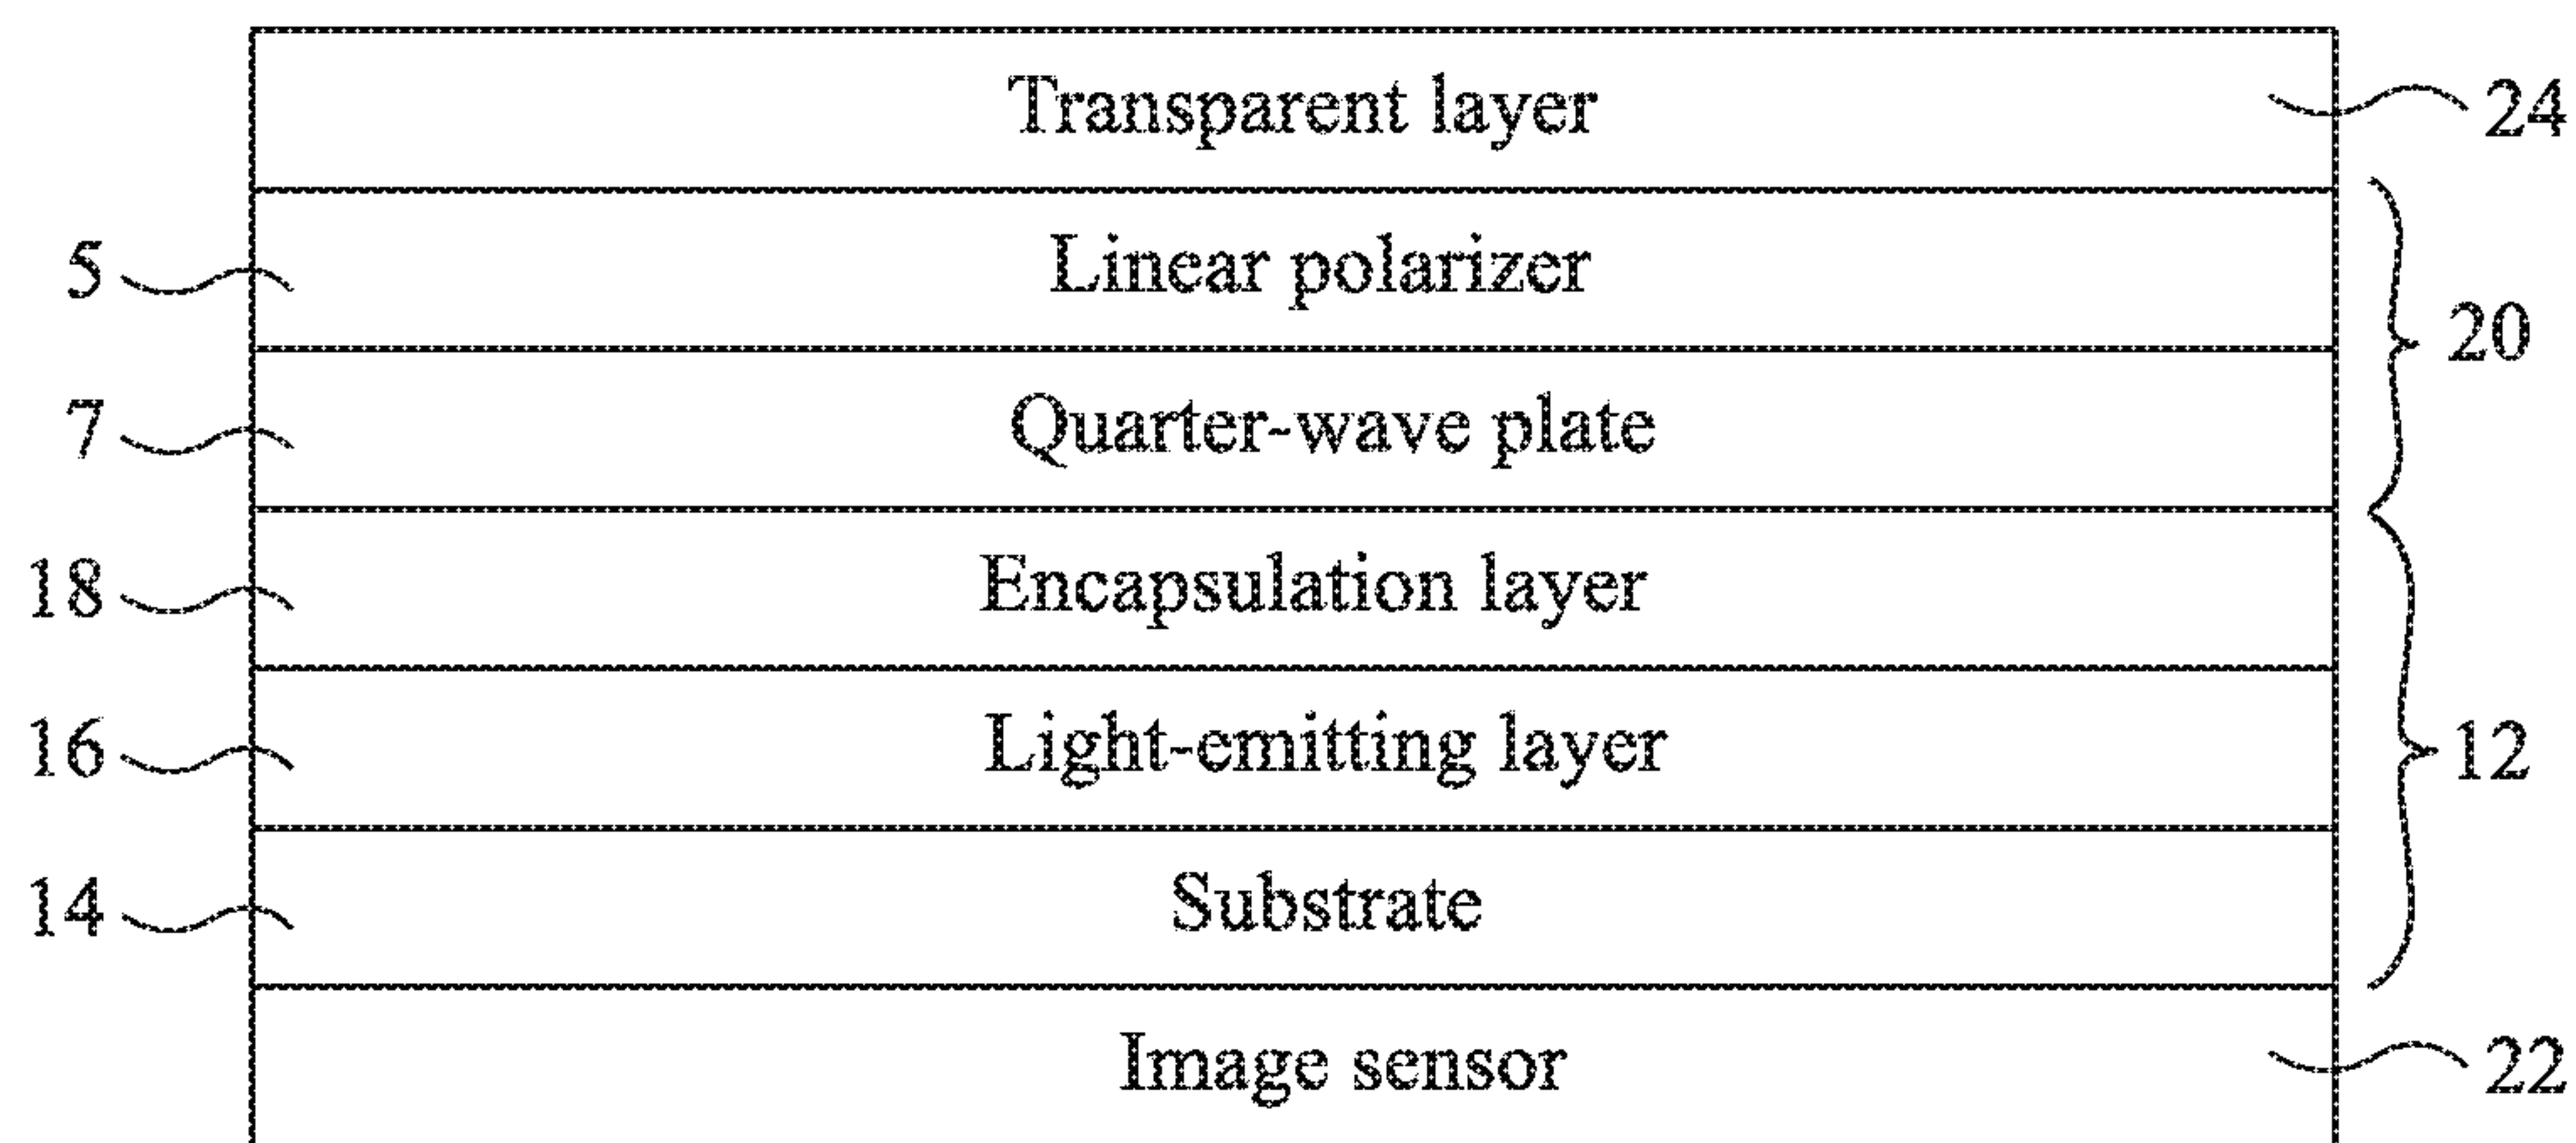 Transparent layer 24
5 Linear polarizer
20
7 Quarter-wave plate
18 Encapsulation layer
16 Light-emitting layer 12
14 Substrate
Image sensor 22